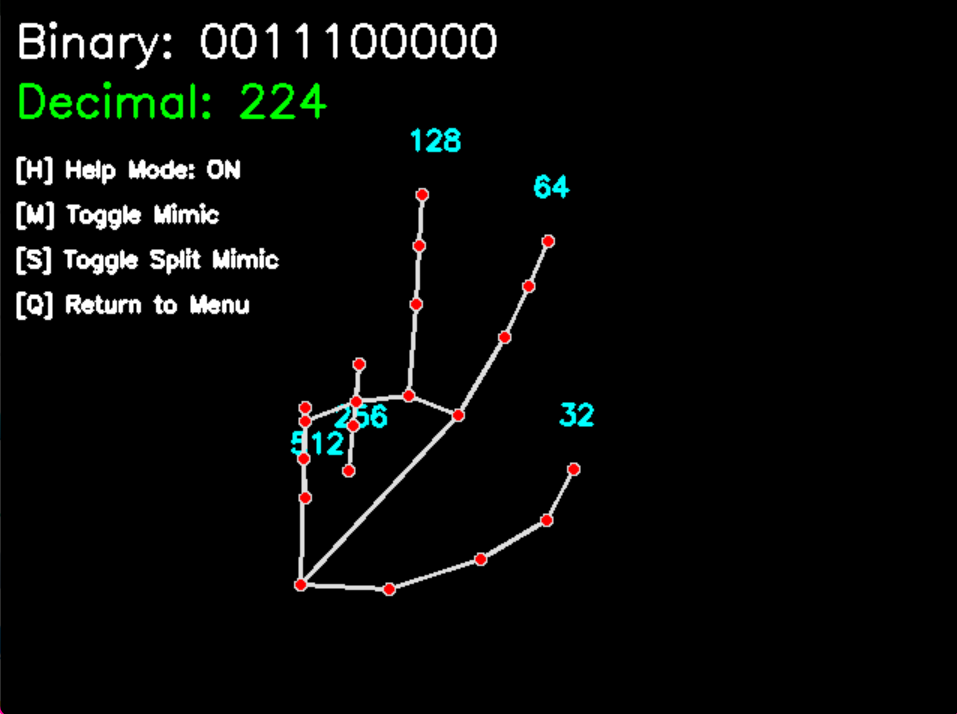 Binary: 0011100000
Decimal: 224
128
[H] Help Mode: ON
64
[M] Toggle Mimic
[S] Toggle Split Mimic
[Q] Return to Menu
256
32
512